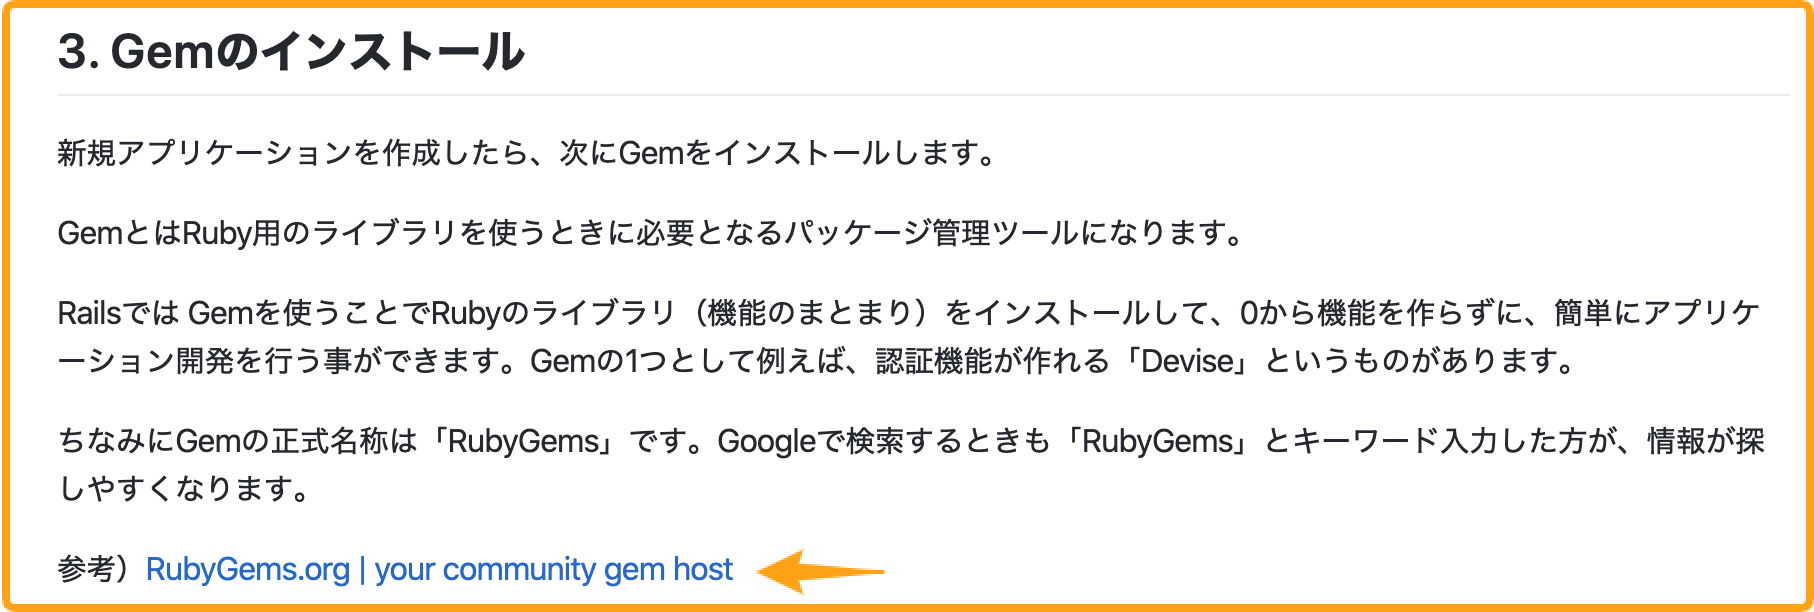 3. Gemのインストール
新規アプリケーションを作成したら、次にGemをインストールします。
GemとはRuby用のライブラリを使うときに必要となるパッケージ管理ツールになります。
Railsでは Gemを使うことでRubyのライブラリ（機能のまとまり）をインストールして、0から機能を作らずに、簡単にアプリケ
ーション開発を行う事ができます。Gemの1つとして例えば、認証機能が作れる「Devise」というものがあります。
ちなみにGemの正式名称は「RubyGems」です。Googleで検索するときも「RubyGems」とキーワード入力した方が、情報が探
しやすくなります。
参考）RubyGems.org | your community gem host